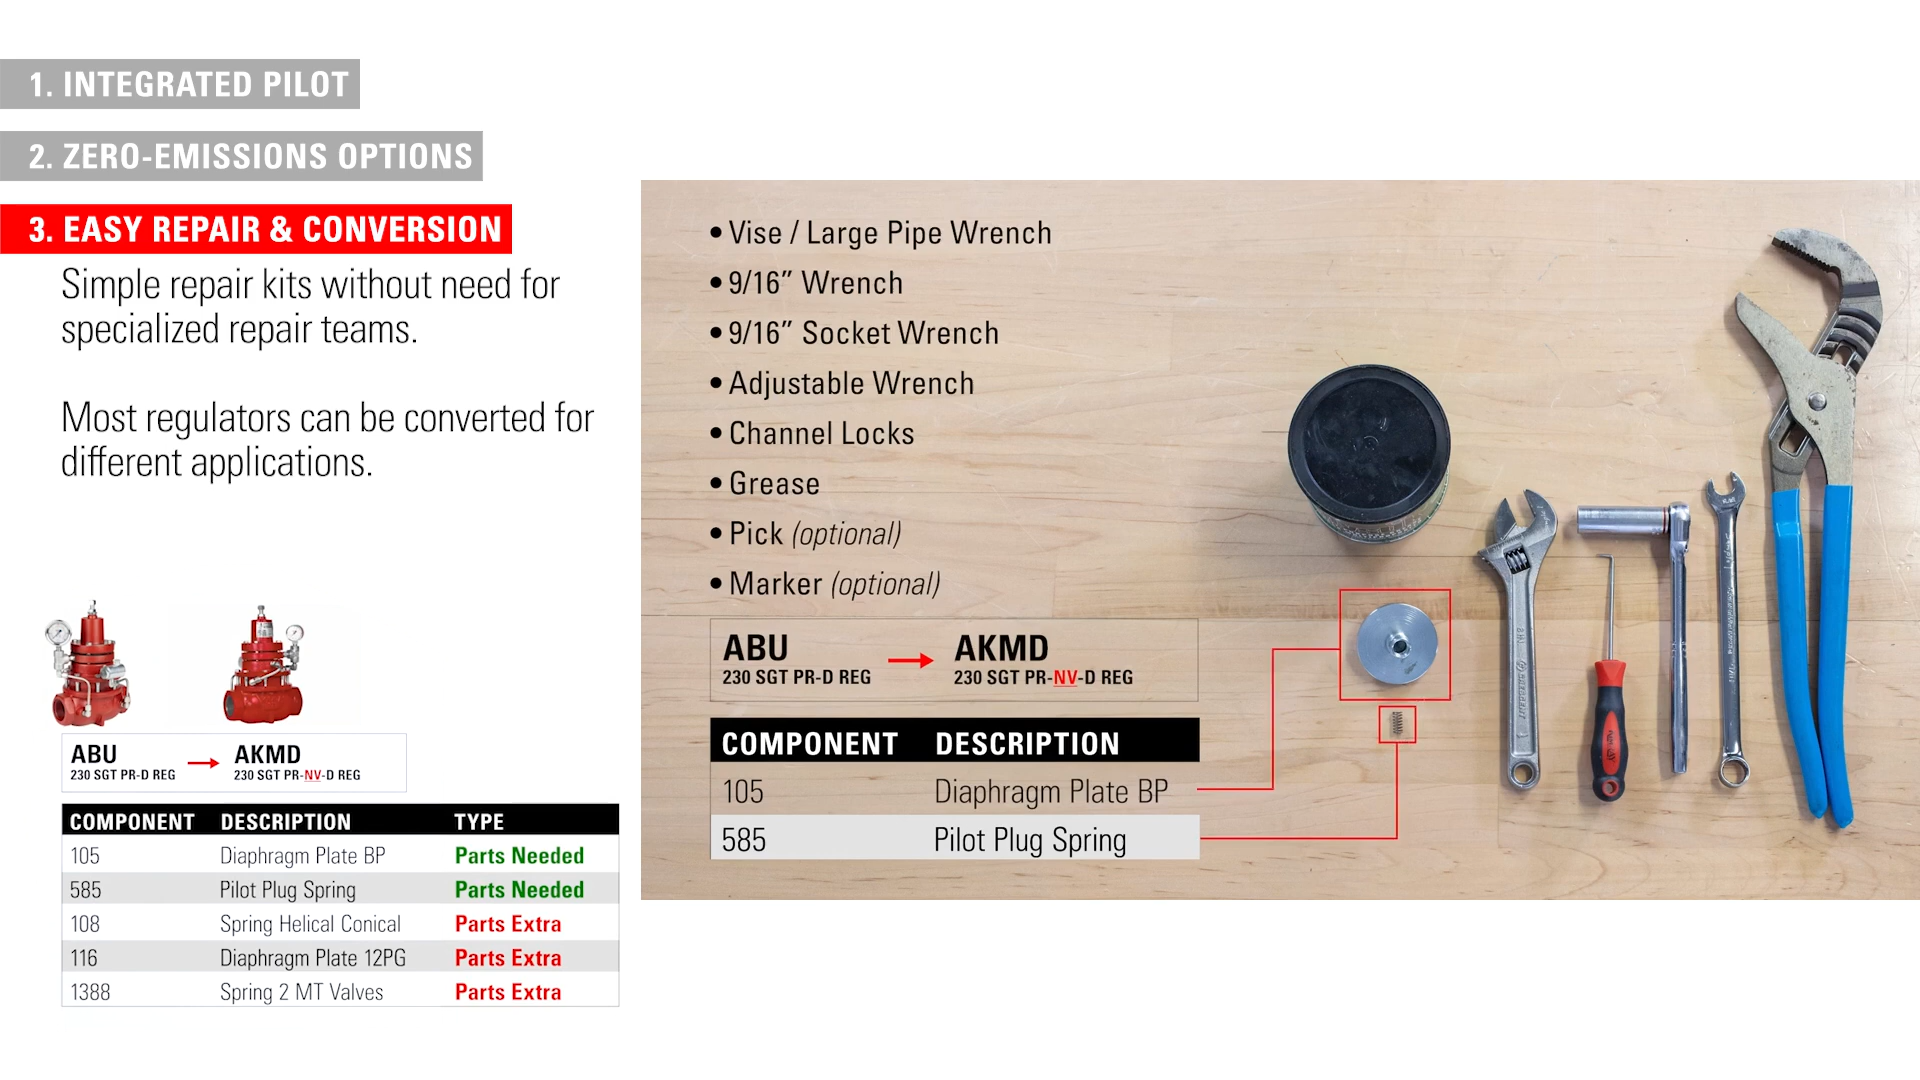 1. INTEGRATED PILOT
2. ZERO-EMISSIONS OPTIONS
3. EASY REPAIR & CONVERSION
Simple repair kits without need for
specialized repair teams.
Most regulators can be converted for
different applications.
ABU → AKMD
230 SGT PR-D REG 230 SGT PR-NV-D REG
COMPONENT DESCRIPTION TYPE
105 Diaphragm Plate BP Parts Needed
585 Pilot Plug Spring Parts Needed
108 Spring Helical Conical Parts Extra
116 Diaphragm Plate 12PG Parts Extra
1388 Spring 2 MT Valves Parts Extra
• Vise / Large Pipe Wrench
• 9/16” Wrench
• 9/16” Socket Wrench
• Adjustable Wrench
• Channel Locks
• Grease
• Pick (optional)
• Marker (optional)
ABU → AKMD
230 SGT PR-D REG 230 SGT PR-NV-D REG
COMPONENT DESCRIPTION
105 Diaphragm Plate BP
585 Pilot Plug Spring